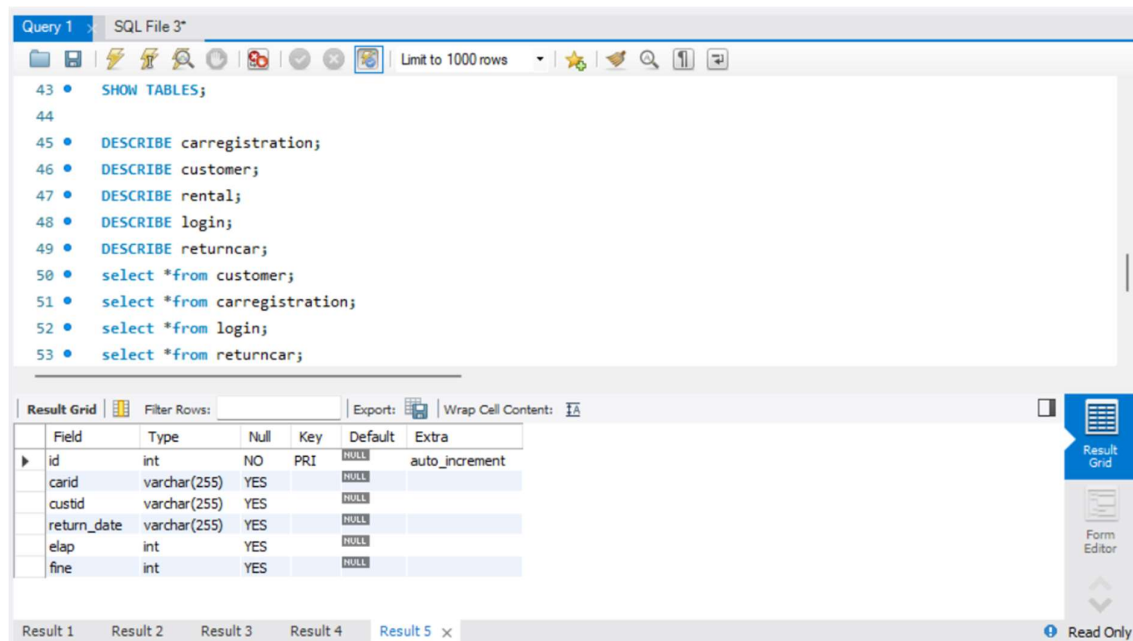 Query 1 SQL File 3*
Limit to 1000 rows
43 SHOW TABLES;
44
45 DESCRIBE carregistration;
46 DESCRIBE customer;
47 DESCRIBE rental;
48 DESCRIBE login;
49 DESCRIBE returncar;
50 select *from customer;
51 select *from carregistration;
52 select *from login;
53 select *from returncar;
Result Grid Filter Rows: Export: Wrap Cell Content: IA
Field Type Null Key Default Extra
id int NO PRI NULL auto_increment
carid varchar(255) YES NULL
custid varchar(255) YES NULL
return_date varchar(255) YES NULL
elap int YES NULL
fine int YES NULL
Result
Grid
Form
Editor
Result 1 Result 2 Result 3 Result 4 Result 5 Read Only